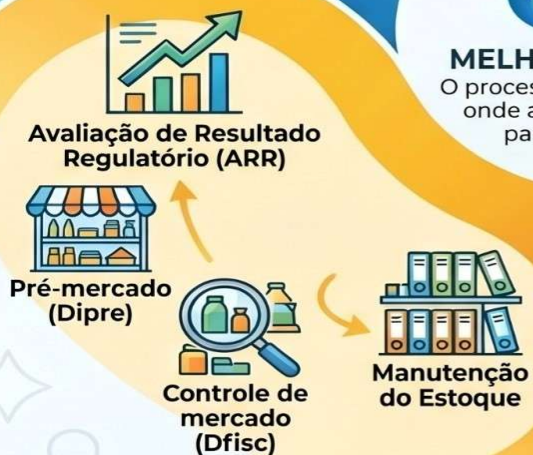 MELH
O proces
onde a
pa
Avaliação de Resultado
Regulatório (ARR)
Pré-mercado
(Dipre)
Controle de
mercado
(Dfisc)
Manutenção
do Estoque